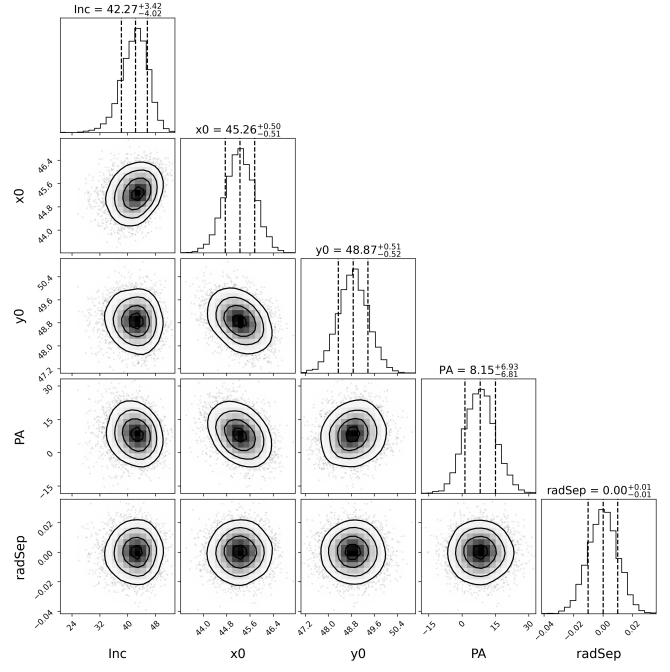 Inc = 42.27+3.42−4.02
x0 = 45.26+0.50−0.51
y0 = 48.87+0.51−0.52
PA = 8.15+6.93−6.81
radSep = 0.00+0.01−0.01
x0
46.4
45.6
44.8
44.0
y0
50.4
49.6
48.8
48.0
47.2
PA
30
15
0
−15
radSep
0.02
0.00
−0.02
−0.04
24 32 40 48
44.0 44.8 45.6 46.4
47.2 48.0 48.8 49.6 50.4
−15 0 15 30
−0.04 −0.02 0.00 0.02
Inc x0 y0 PA radSep